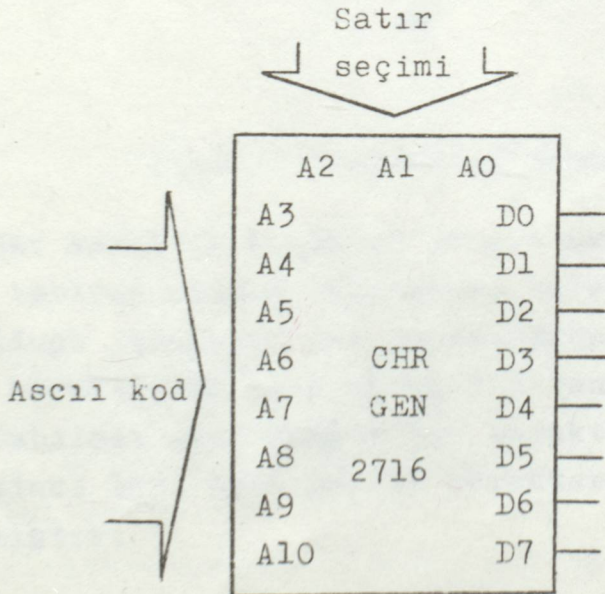 Satır
seçimi
A2 A1 A0
A3 D0
A4 D1
A5 D2
A6 CHR D3
Ascıı kod
A7 GEN D4
A8 2716 D5
A9 D6
A10 D7